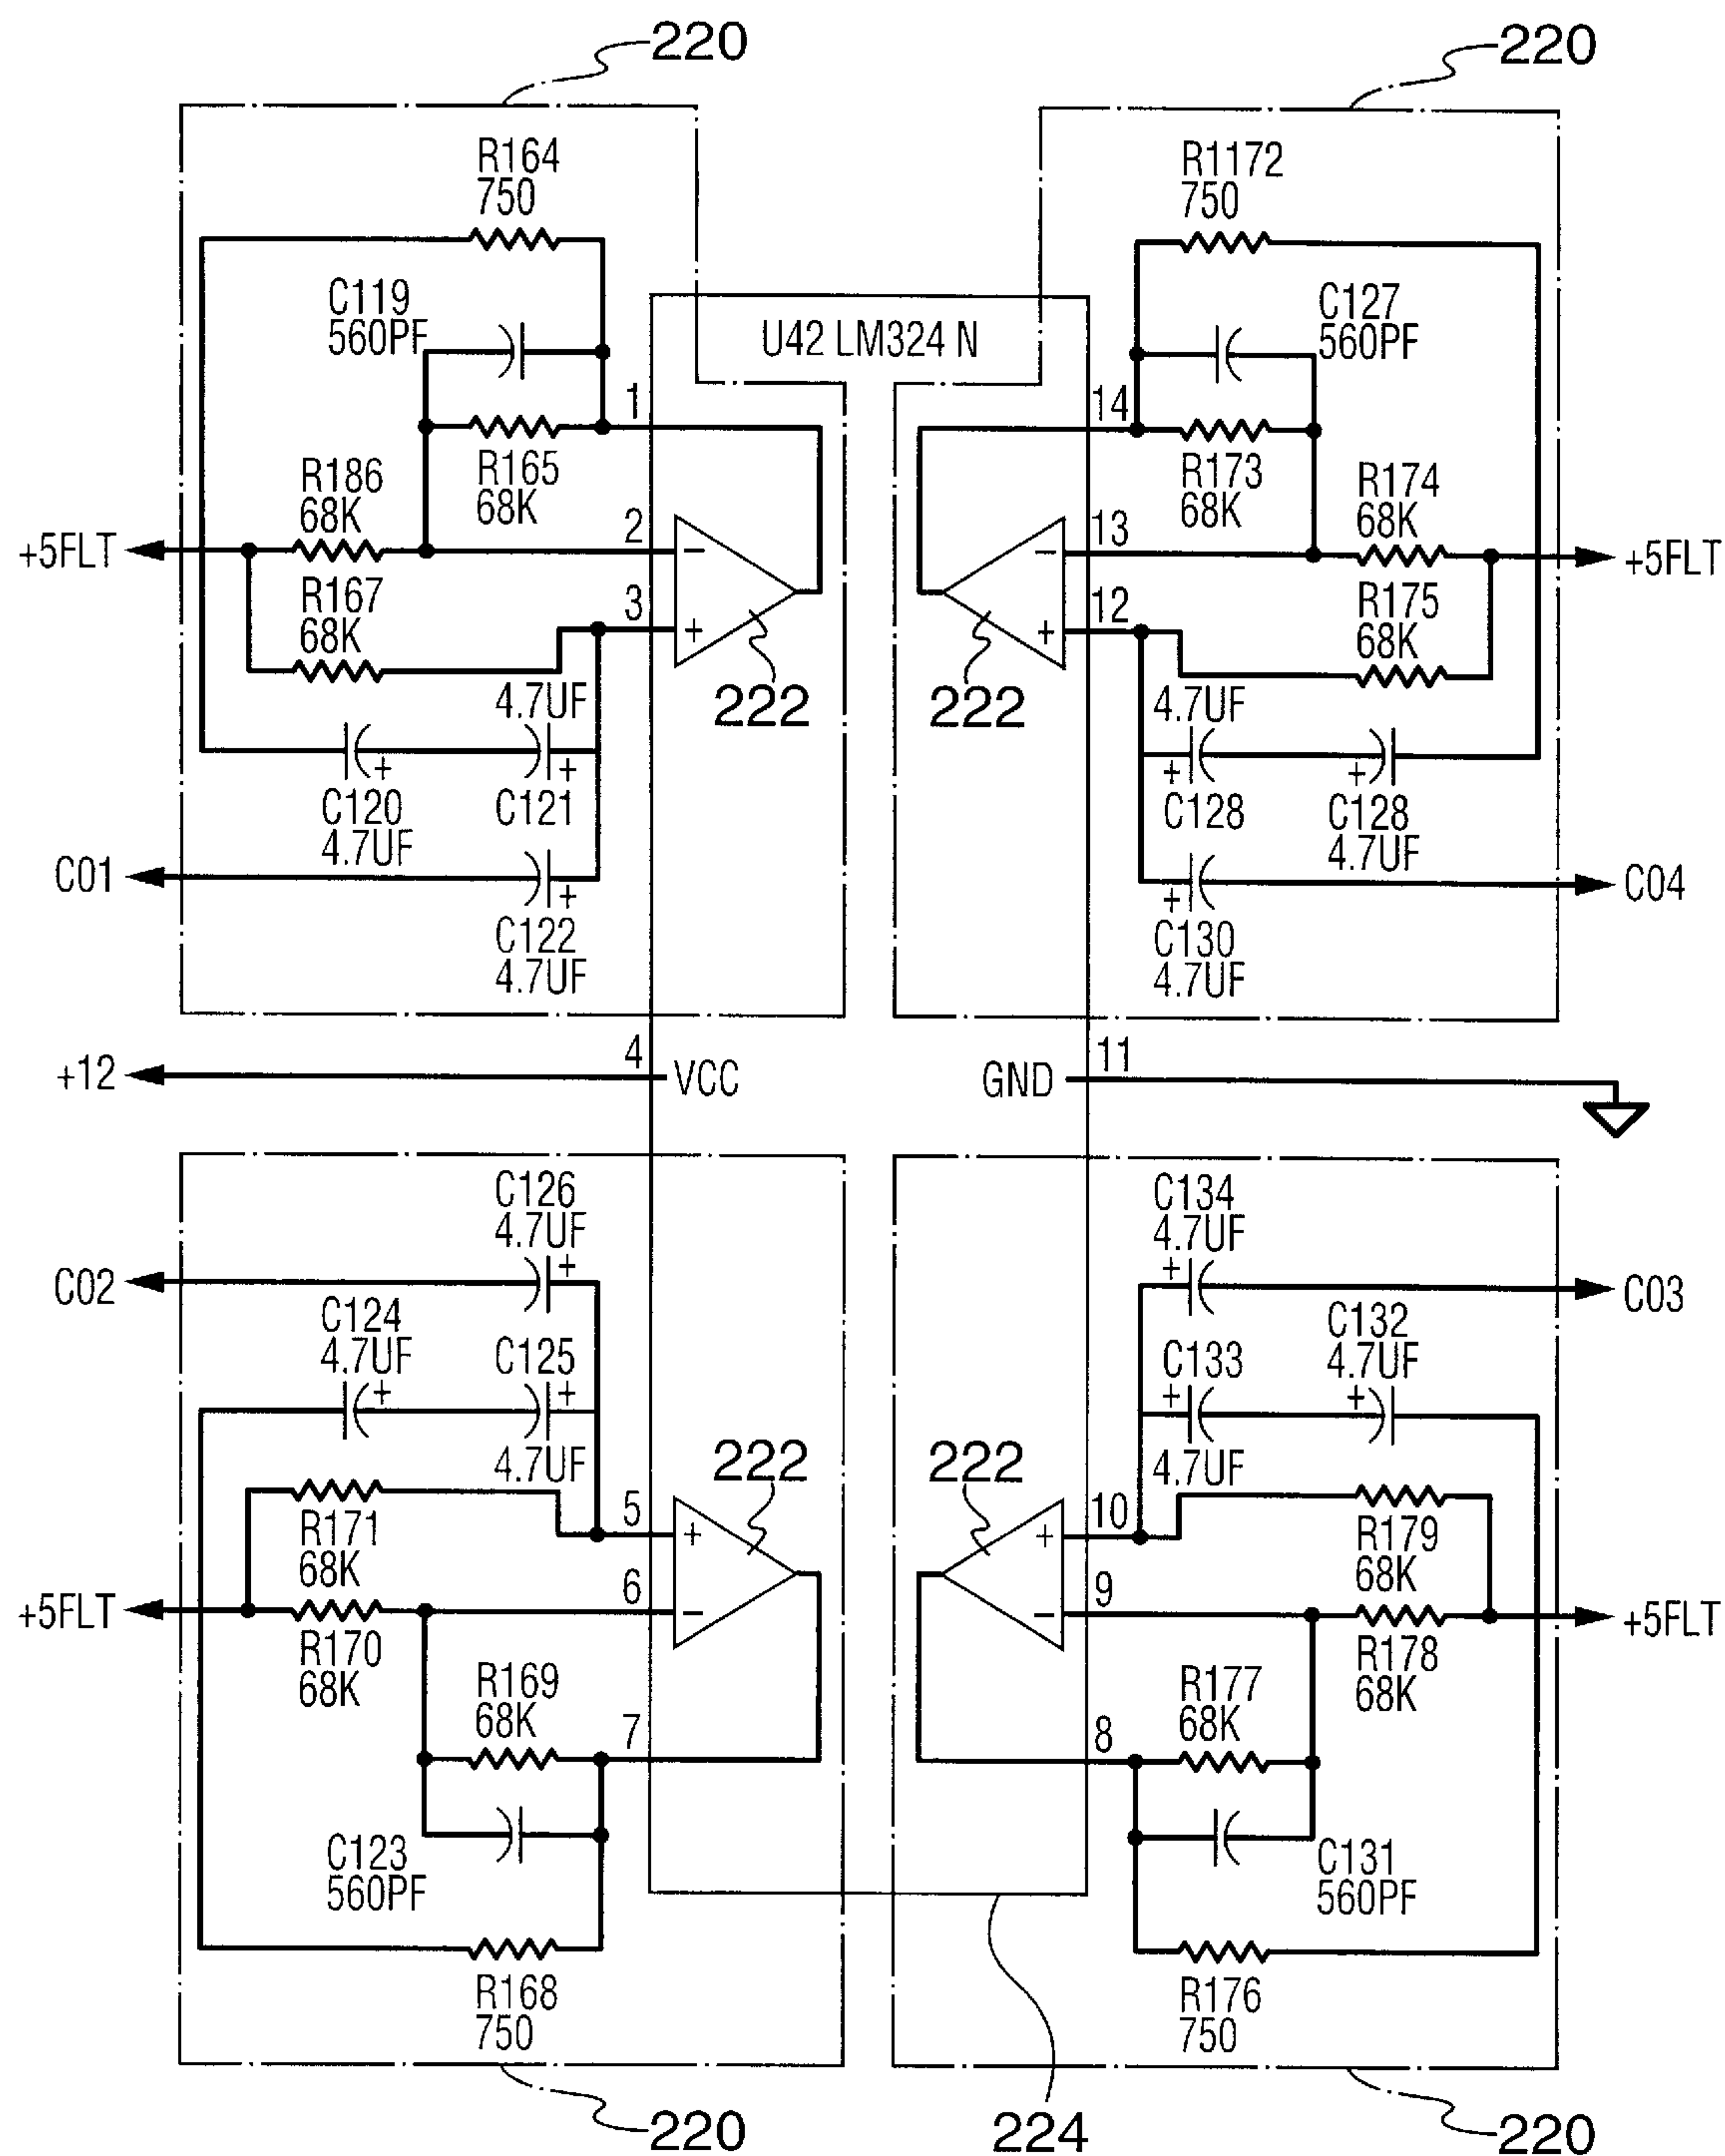 220
220
R164
750
R1172
750
C119
560PF
U42 LM324 N
C127
560PF
1
14
R165
68K
R173
68K
R186
68K
R174
68K
+5FLT
2
−
13
−
+5FLT
R167
68K
3
+
12
+
R175
68K
222
222
4.7UF
4.7UF
+
+
+
+
C120
4.7UF
C121
C128
C128
4.7UF
C01
+
+
C04
C122
4.7UF
C130
4.7UF
+12
4
VCC
GND
11
C126
4.7UF
C134
4.7UF
C02
+
+
C03
C124
4.7UF
C125
C133
C132
4.7UF
+
+
+
+
4.7UF
4.7UF
222
222
R171
68K
5
+
10
+
R179
68K
+5FLT
6
−
9
−
+5FLT
R170
68K
R178
68K
R169
68K
R177
68K
7
8
C123
560PF
C131
560PF
R168
750
R176
750
220
224
220